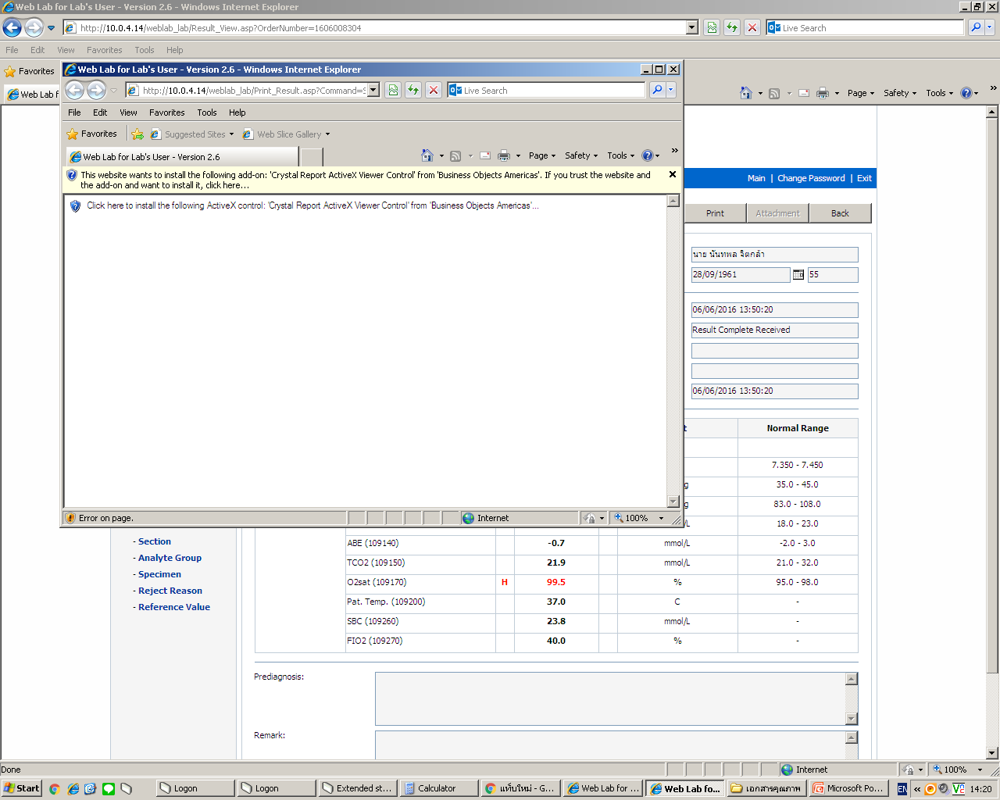 Web Lab for Lab's User - Version 2.6 - Windows Internet Explorer
http://10.0.4.14/weblab_lab/Result_View.asp?OrderNumber=1606008304
Live Search
File Edit View Favorites Tools Help
Favorites
Web Lab f
Page Safety Tools »
Web Lab for Lab's User - Version 2.6 - Windows Internet Explorer
http://10.0.4.14/weblab_lab/Print_Result.asp?Command=S
Live Search
File Edit View Favorites Tools Help
Favorites Suggested Sites Web Slice Gallery
Web Lab for Lab's User - Version 2.6
Page Safety Tools »
This website wants to install the following add-on: 'Crystal Report ActiveX Viewer Control' from 'Business Objects Americas'. If you trust the website and
the add-on and want to install it, click here...
Click here to install the following ActiveX control: 'Crystal Report ActiveX Viewer Control' from 'Business Objects Americas'...
Error on page. Internet 100%
Main | Change Password | Exit
Print Attachment Back
นาย นันทพล จิตกล้า
28/09/1961 55
06/06/2016 13:50:20
Result Complete Received
06/06/2016 13:50:20
t Normal Range
7.350 - 7.450
g 35.0 - 45.0
g 83.0 - 108.0
/L 18.0 - 23.0
ABE (109140) -0.7 mmol/L -2.0 - 3.0
TCO2 (109150) 21.9 mmol/L 21.0 - 32.0
O2sat (109170) H 99.5 % 95.0 - 98.0
Pat. Temp. (109200) 37.0 C -
SBC (109260) 23.8 mmol/L -
FIO2 (109270) 40.0 % -
- Section
- Analyte Group
- Specimen
- Reject Reason
- Reference Value
Prediagnosis:
Remark:
Done Internet 100%
Start Logon Logon Extended st... Calculator แท็บใหม่ - G... Web Lab for ... Web Lab fo... เอกสารคุณภาพ Microsoft Po... EN « 14:20